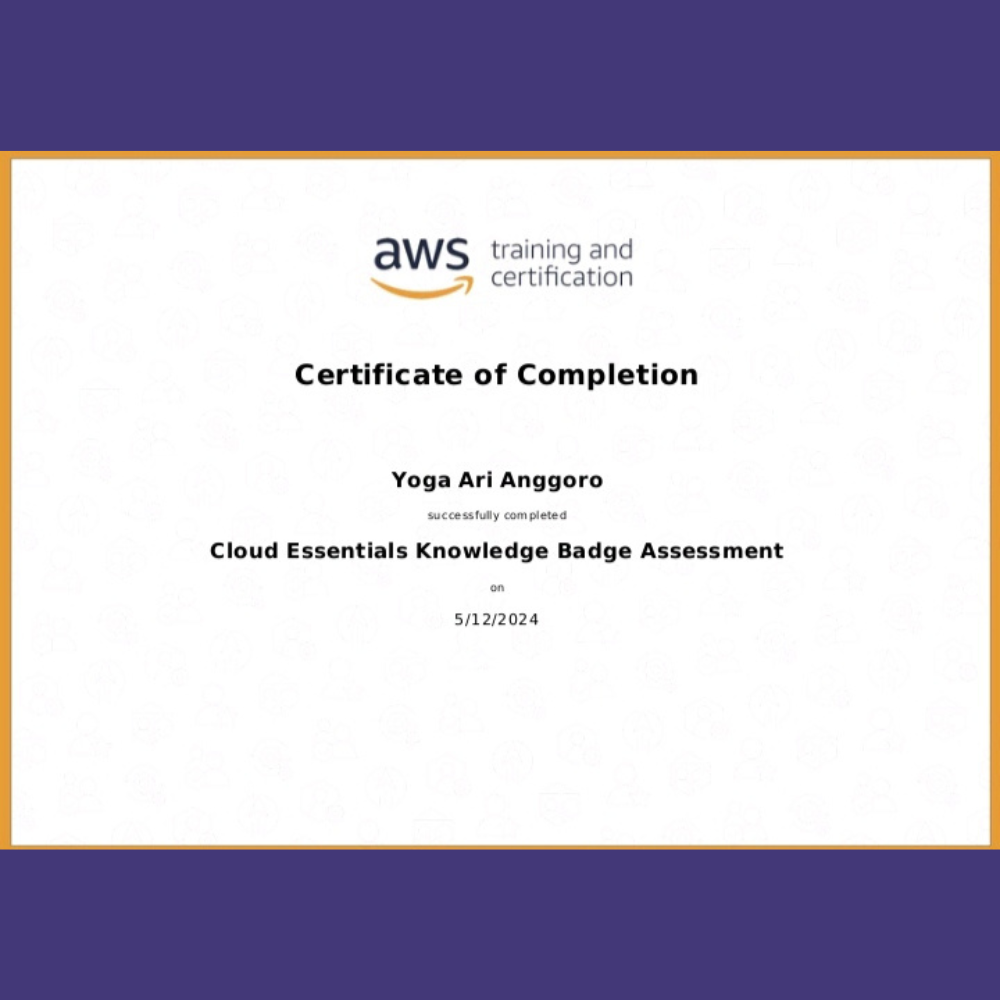 aws training and
certification
Certificate of Completion
Yoga Ari Anggoro
successfully completed
Cloud Essentials Knowledge Badge Assessment
on
5/12/2024